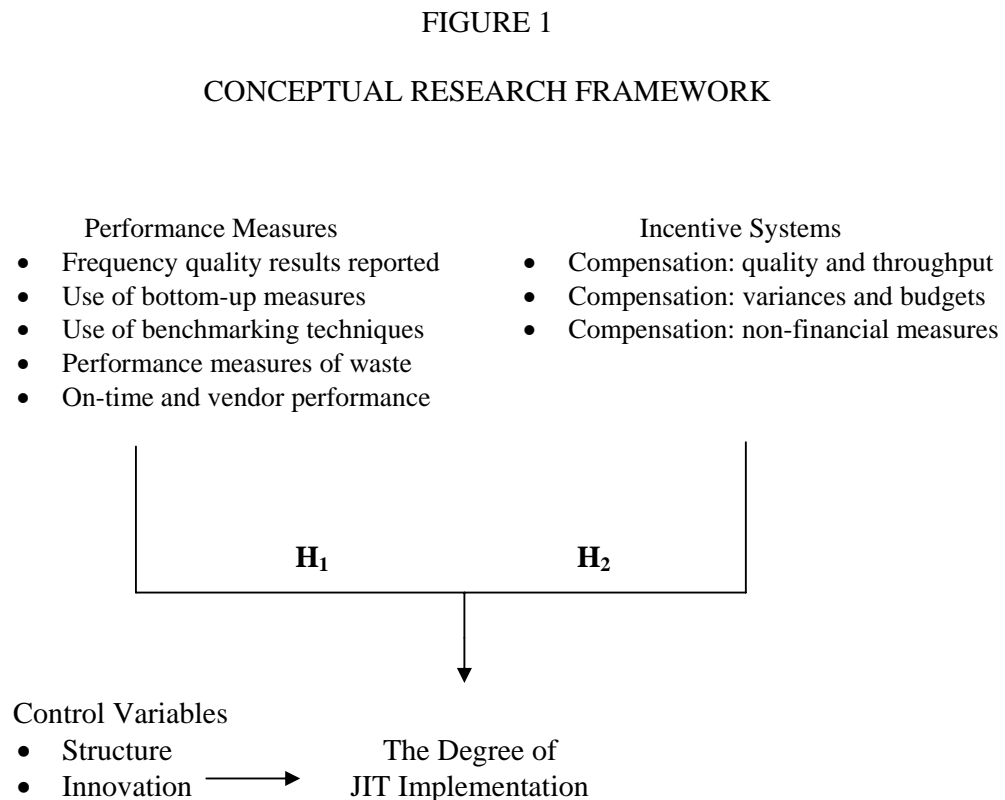 FIGURE 1
CONCEPTUAL RESEARCH FRAMEWORK
Performance Measures
• Frequency quality results reported
• Use of bottom-up measures
• Use of benchmarking techniques
• Performance measures of waste
• On-time and vendor performance
Incentive Systems
• Compensation: quality and throughput
• Compensation: variances and budgets
• Compensation: non-financial measures
H₁
H₂
Control Variables
• Structure
• Innovation
The Degree of
JIT Implementation